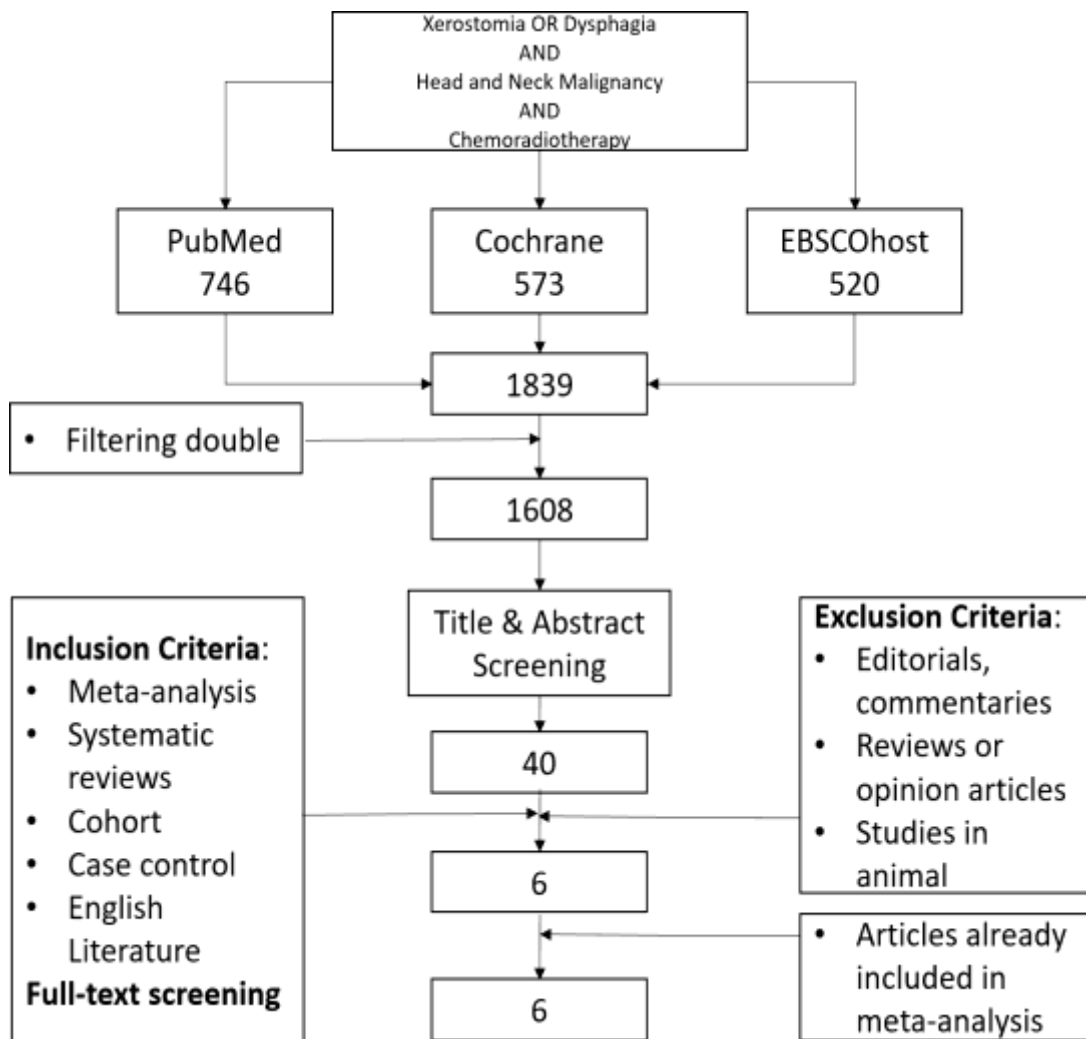 Xerostomia OR Dysphagia
AND
Head and Neck Malignancy
AND
Chemoradiotherapy
PubMed
746
Cochrane
573
EBSCOhost
520
1839
• Filtering double
1608
Title & Abstract
Screening
Inclusion Criteria:
• Meta-analysis
• Systematic
reviews
• Cohort
• Case control
• English
Literature
Full-text screening
Exclusion Criteria:
• Editorials,
commentaries
• Reviews or
opinion articles
• Studies in
animal
40
6
• Articles already
included in
meta-analysis
6